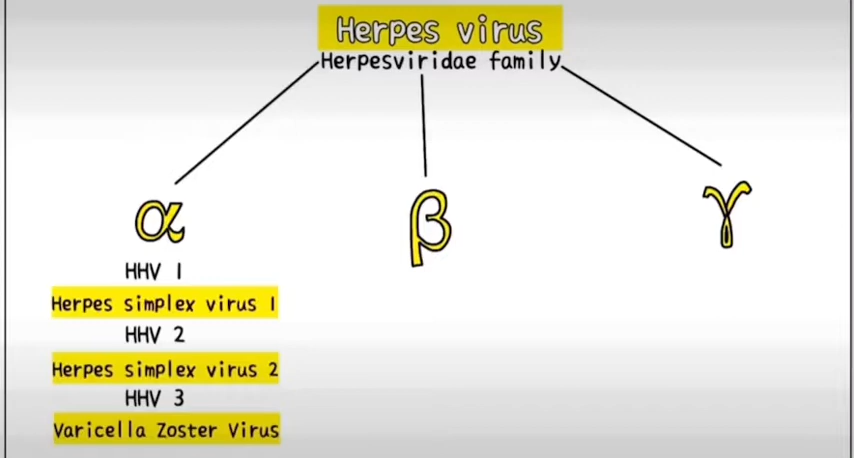 Herpes virus
Herpesviridae family
α
β
γ
HHV 1
Herpes simplex virus 1
HHV 2
Herpes simplex virus 2
HHV 3
Varicella Zoster Virus